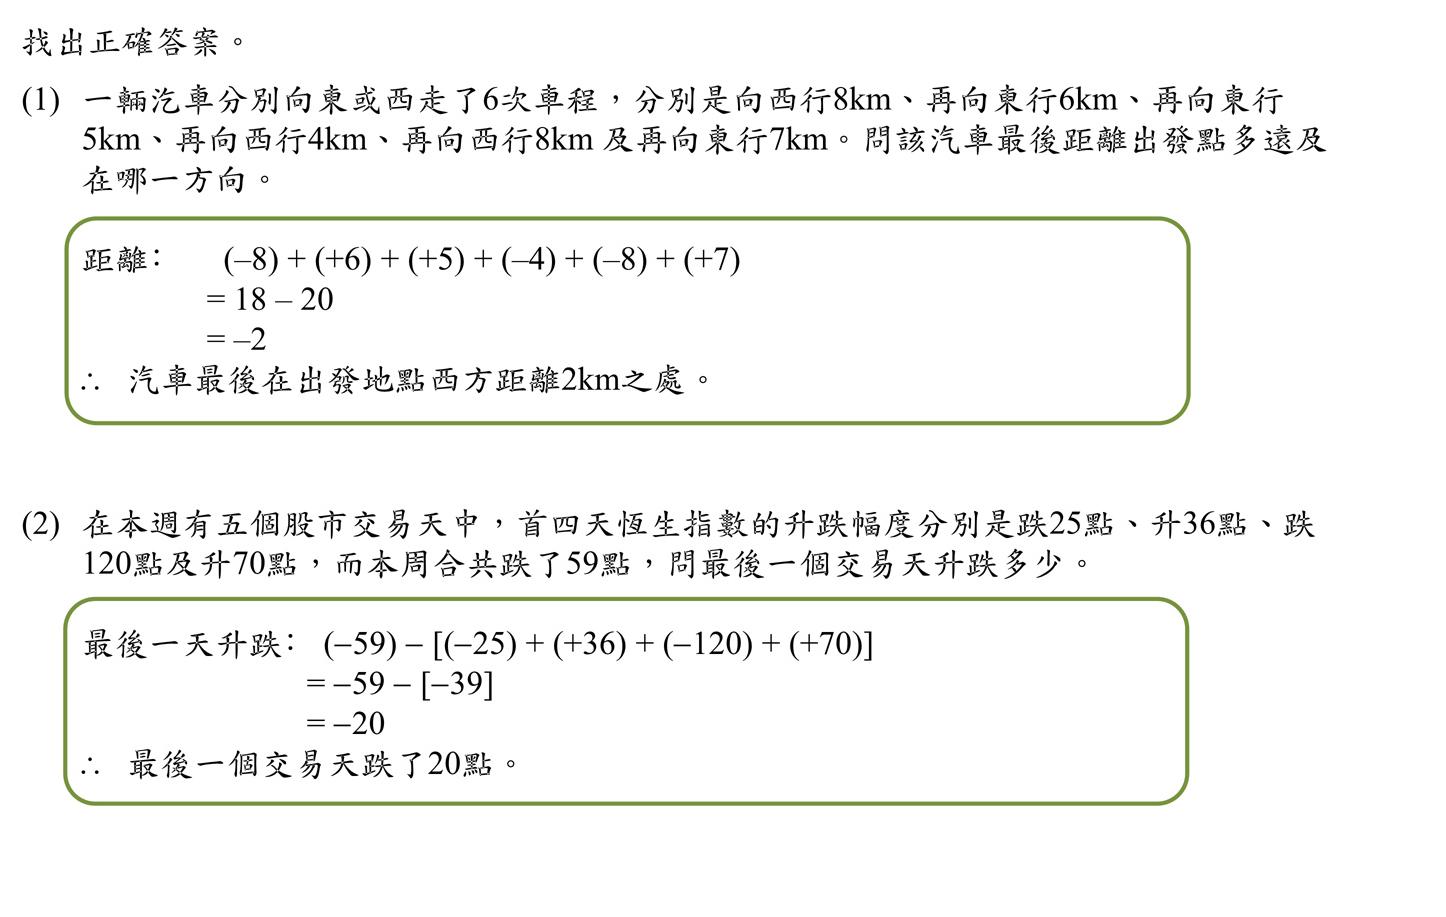 找出正確答案。
(1) 一輛汽車分別向東或西走了6次車程，分別是向西行8km、再向東行6km、再向東行
5km、再向西行4km、再向西行8km 及再向東行7km。問該汽車最後距離出發點多遠及
在哪一方向。
距離： (–8) + (+6) + (+5) + (–4) + (–8) + (+7)
= 18 – 20
= –2
∴ 汽車最後在出發地點西方距離2km之處。
(2) 在本週有五個股市交易天中，首四天恆生指數的升跌幅度分別是跌25點、升36點、跌
120點及升70點，而本周合共跌了59點，問最後一個交易天升跌多少。
最後一天升跌： (–59) – [(–25) + (+36) + (–120) + (+70)]
= –59 – [–39]
= –20
∴ 最後一個交易天跌了20點。